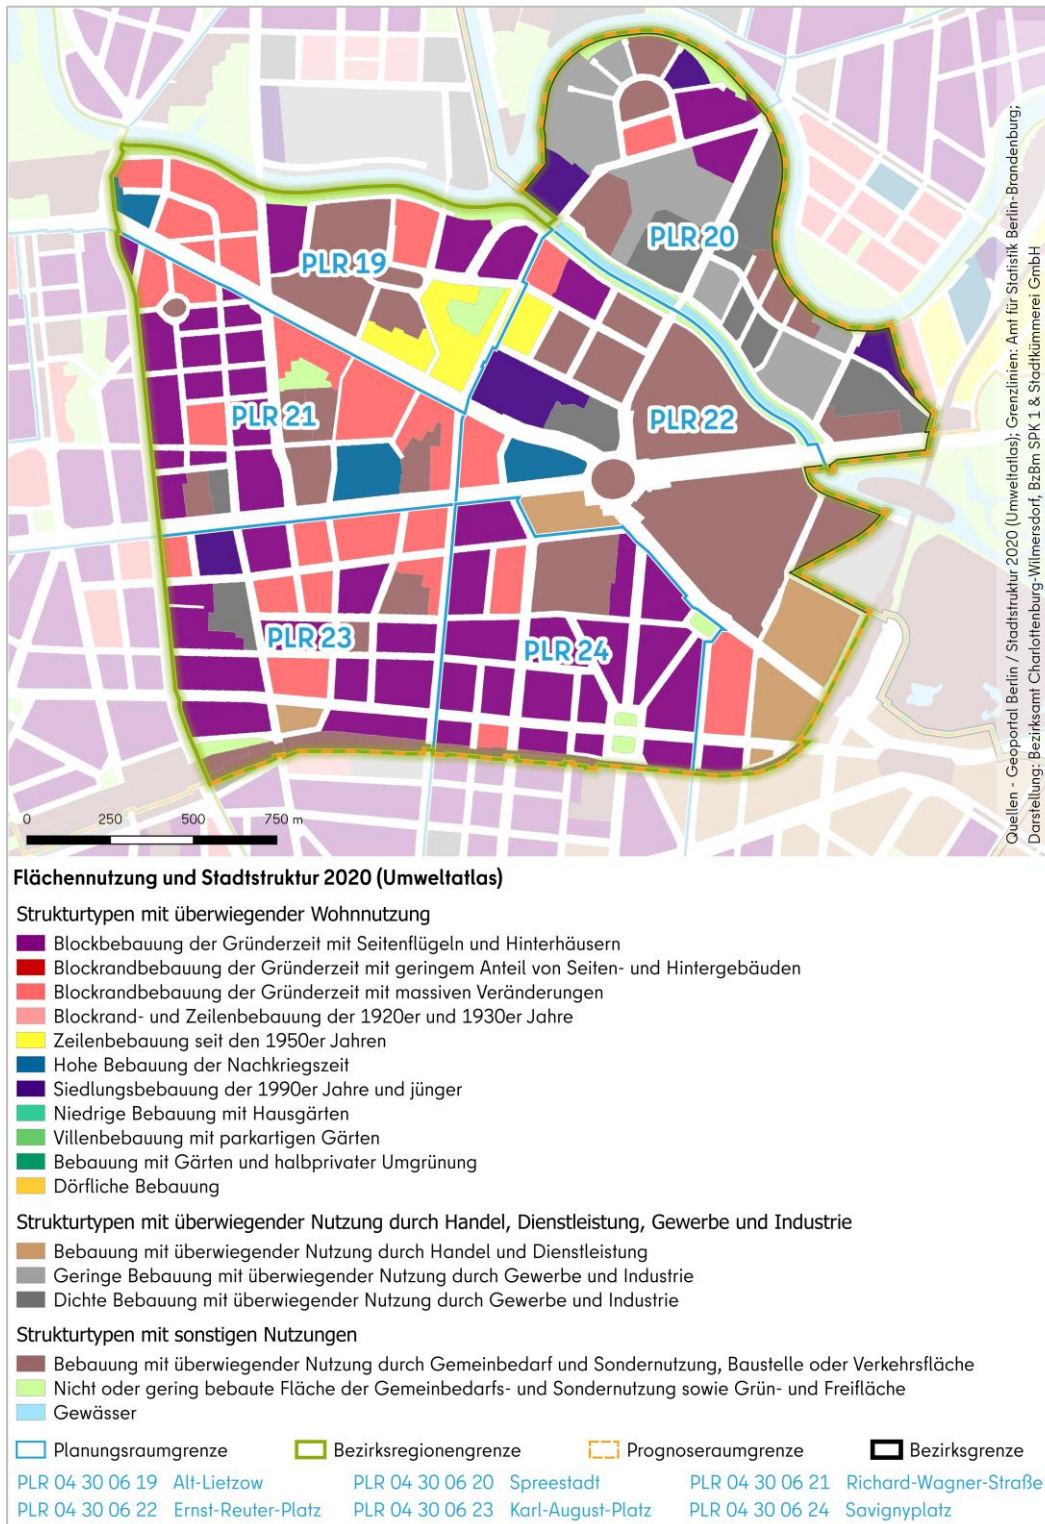 PLR 19
PLR 20
PLR 21
PLR 22
PLR 23
PLR 24
0 250 500 750 m
Quellen - Geoportal Berlin / Stadtstruktur 2020 (Umweltatlas); Grenzlinien: Amt für Statistik Berlin-Brandenburg;
Darstellung: Bezirksamt Charlottenburg-Wilmersdorf, BzBm SPK 1 & Stadtkümmerei GmbH
Flächennutzung und Stadtstruktur 2020 (Umweltatlas)
Strukturtypen mit überwiegender Wohnnutzung
Blockbebauung der Gründerzeit mit Seitenflügeln und Hinterhäusern
Blockrandbebauung der Gründerzeit mit geringem Anteil von Seiten- und Hintergebäuden
Blockrandbebauung der Gründerzeit mit massiven Veränderungen
Blockrand- und Zeilenbebauung der 1920er und 1930er Jahre
Zeilenbebauung seit den 1950er Jahren
Hohe Bebauung der Nachkriegszeit
Siedlungsbebauung der 1990er Jahre und jünger
Niedrige Bebauung mit Hausgärten
Villenbebauung mit parkartigen Gärten
Bebauung mit Gärten und halbprivater Umgrünung
Dörfliche Bebauung
Strukturtypen mit überwiegender Nutzung durch Handel, Dienstleistung, Gewerbe und Industrie
Bebauung mit überwiegender Nutzung durch Handel und Dienstleistung
Geringe Bebauung mit überwiegender Nutzung durch Gewerbe und Industrie
Dichte Bebauung mit überwiegender Nutzung durch Gewerbe und Industrie
Strukturtypen mit sonstigen Nutzungen
Bebauung mit überwiegender Nutzung durch Gemeinbedarf und Sondernutzung, Baustelle oder Verkehrsfläche
Nicht oder gering bebaute Fläche der Gemeinbedarfs- und Sondernutzung sowie Grün- und Freifläche
Gewässer
Planungsraumgrenze Bezirksregionengrenze Prognoseraumgrenze Bezirksgrenze
PLR 04 30 06 19 Alt-Lietzow PLR 04 30 06 20 Spreestadt PLR 04 30 06 21 Richard-Wagner-Straße
PLR 04 30 06 22 Ernst-Reuter-Platz PLR 04 30 06 23 Karl-August-Platz PLR 04 30 06 24 Savignyplatz